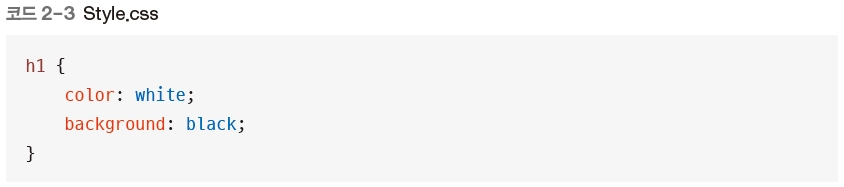 코드 2-3 Style.css
h1 {
    color: white;
    background: black;
}